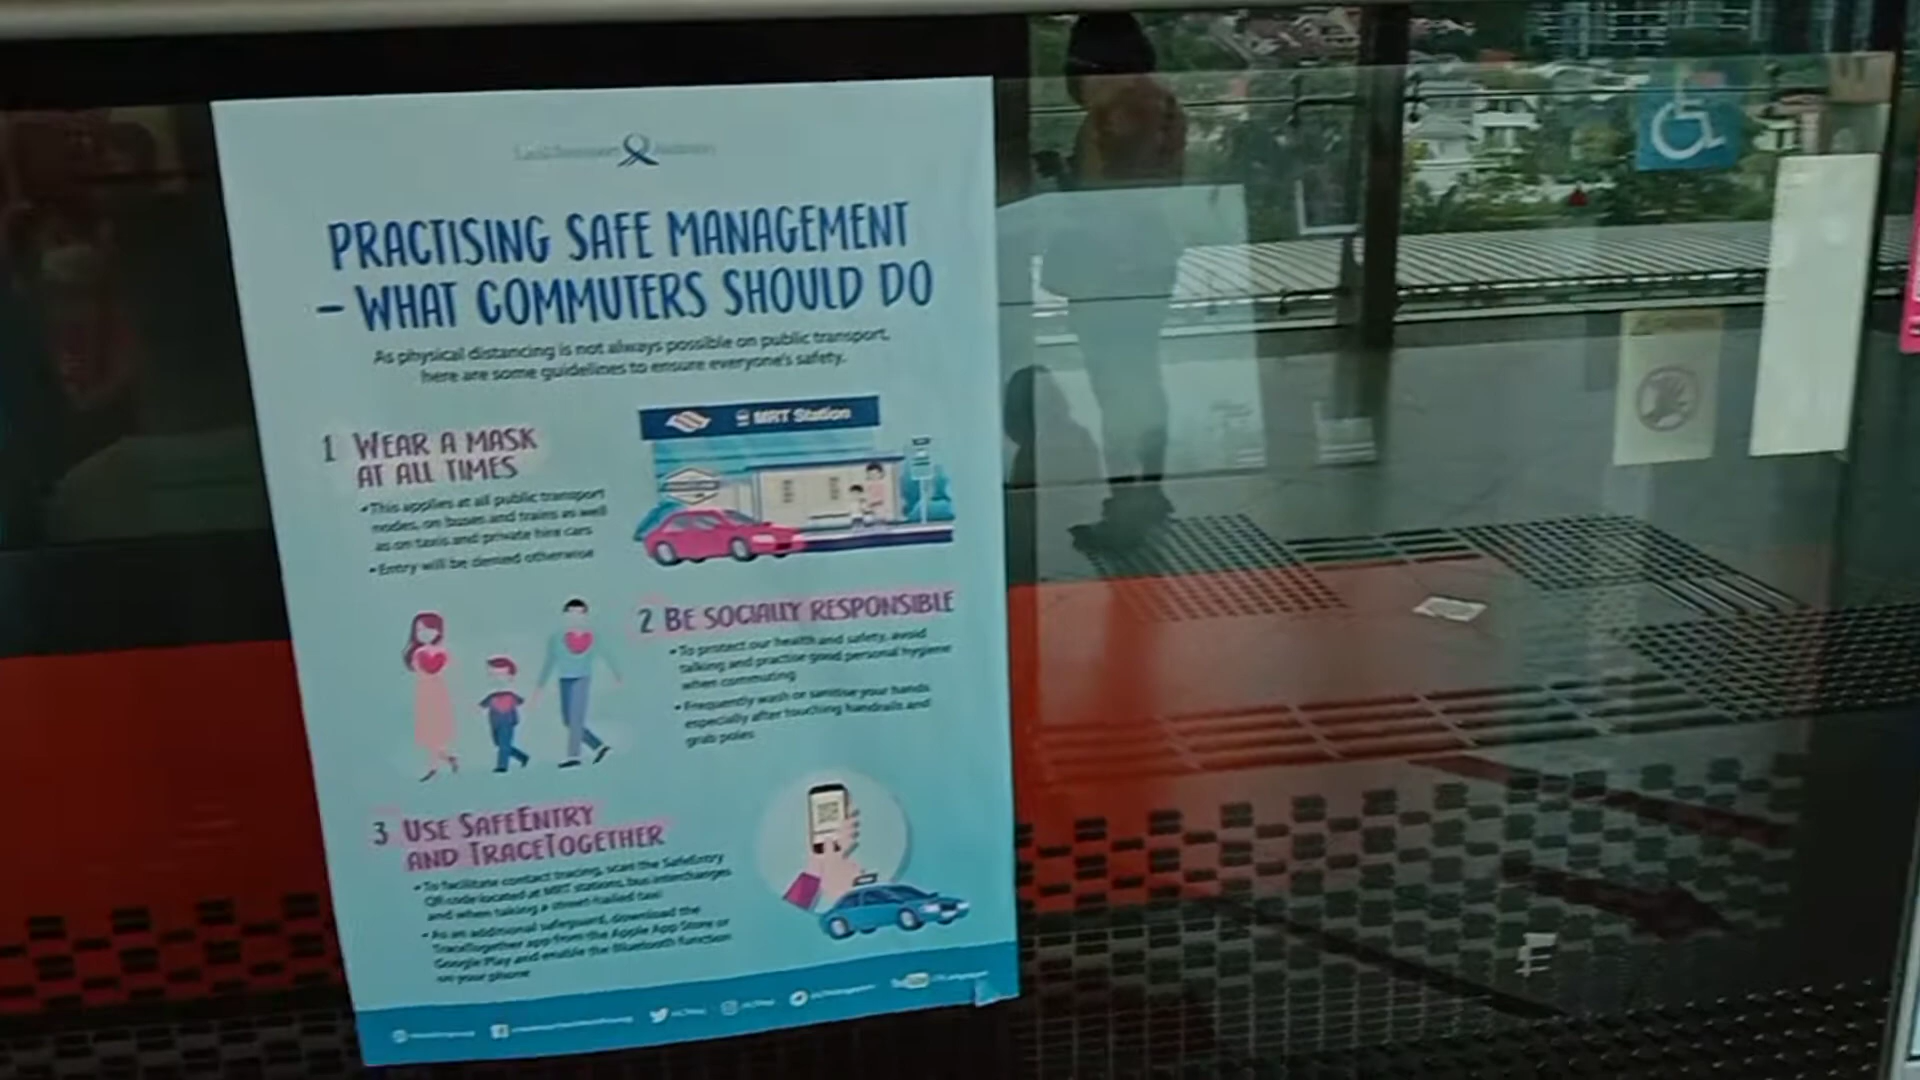 PRACTISING SAFE MANAGEMENT
– WHAT COMMUTERS SHOULD DO
As physical distancing is not always possible on public transport,
here are some guidelines to ensure everyone's safety.
MRT Station
1 WEAR A MASK
AT ALL TIMES
• This applies at all public transport
nodes, on buses and trains as well
as on taxis and private hire cars
• Entry will be denied otherwise
2 BE SOCIALLY RESPONSIBLE
• To protect our health and safety, avoid
talking and practise good personal hygiene
when commuting
• Frequently wash or sanitise your hands
especially after touching handrails and
grab poles
3 USE SAFEENTRY
AND TRACETOGETHER
• To facilitate contact tracing, scan the SafeEntry
QR code located at MRT stations, bus interchanges
and when taking a street-hailed taxi
• As an additional safeguard, download the
TraceTogether app from the Apple App Store or
Google Play and enable the Bluetooth function
on your phone